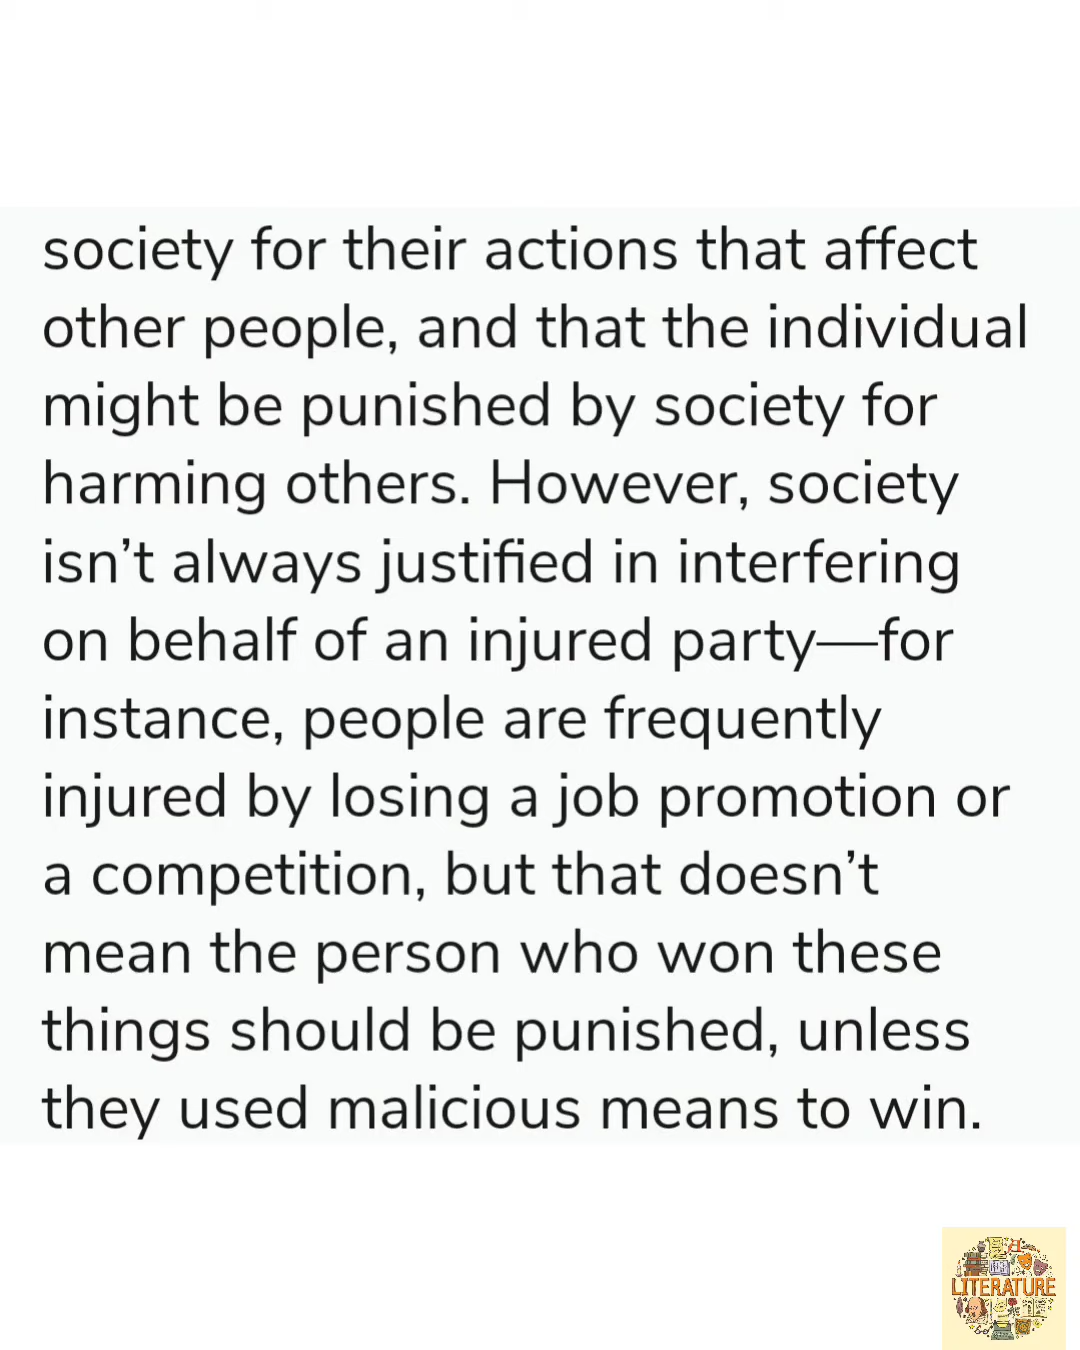 society for their actions that affect
other people, and that the individual
might be punished by society for
harming others. However, society
isn’t always justified in interfering
on behalf of an injured party—for
instance, people are frequently
injured by losing a job promotion or
a competition, but that doesn’t
mean the person who won these
things should be punished, unless
they used malicious means to win.
LITERATURE